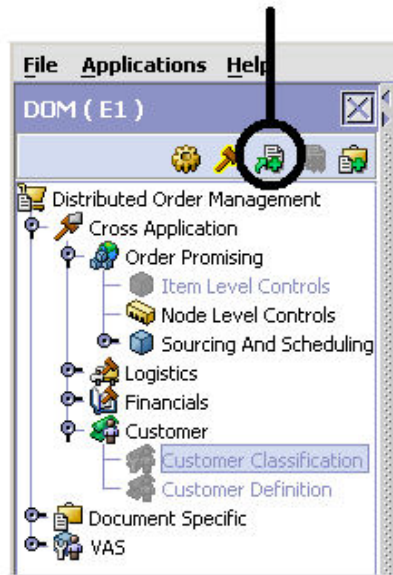 File Applications Help
DOM ( E1 )
Distributed Order Management
Cross Application
Order Promising
Item Level Controls
Node Level Controls
Sourcing And Scheduling
Logistics
Financials
Customer
Customer Classification
Customer Definition
Document Specific
VAS